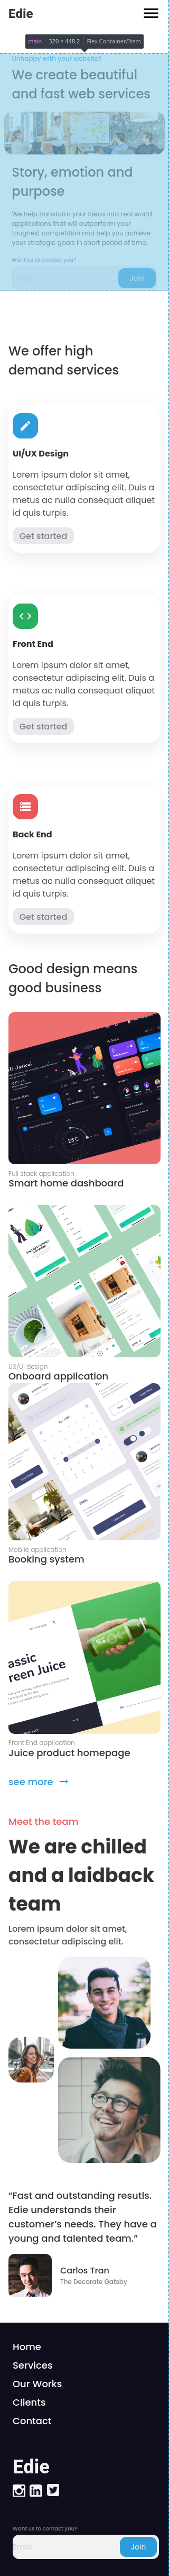 Edie
main 320 × 448.2 Flex Container/Item
Unhappy with your website?
We create beautiful
and fast web services
Story, emotion and
purpose
We help transform your ideas into real world
applications that will outperform your
toughest competition and help you achieve
your strategic goals in short period of time.
Want us to contact you?
Join
We offer high
demand services
UI/UX Design
Lorem ipsum dolor sit amet,
consectetur adipiscing elit. Duis a
metus ac nulla consequat aliquet
id quis turpis.
Get started
Front End
Lorem ipsum dolor sit amet,
consectetur adipiscing elit. Duis a
metus ac nulla consequat aliquet
id quis turpis.
Get started
Back End
Lorem ipsum dolor sit amet,
consectetur adipiscing elit. Duis a
metus ac nulla consequat aliquet
id quis turpis.
Get started
Good design means
good business
Full stack application
Smart home dashboard
UX/UI design
Onboard application
Mobile application
Booking system
assic
reen Juice
Front End application
Juice product homepage
see more →
Meet the team
We are chilled
and a laidback
team
Lorem ipsum dolor sit amet,
consectetur adipiscing elit.
“Fast and outstanding resutls.
Edie understands their
customer’s needs. They have a
young and talented team.”
Carlos Tran
The Decorate Gatsby
Home
Services
Our Works
Clients
Contact
Edie
Want us to contact you?
Email
Join